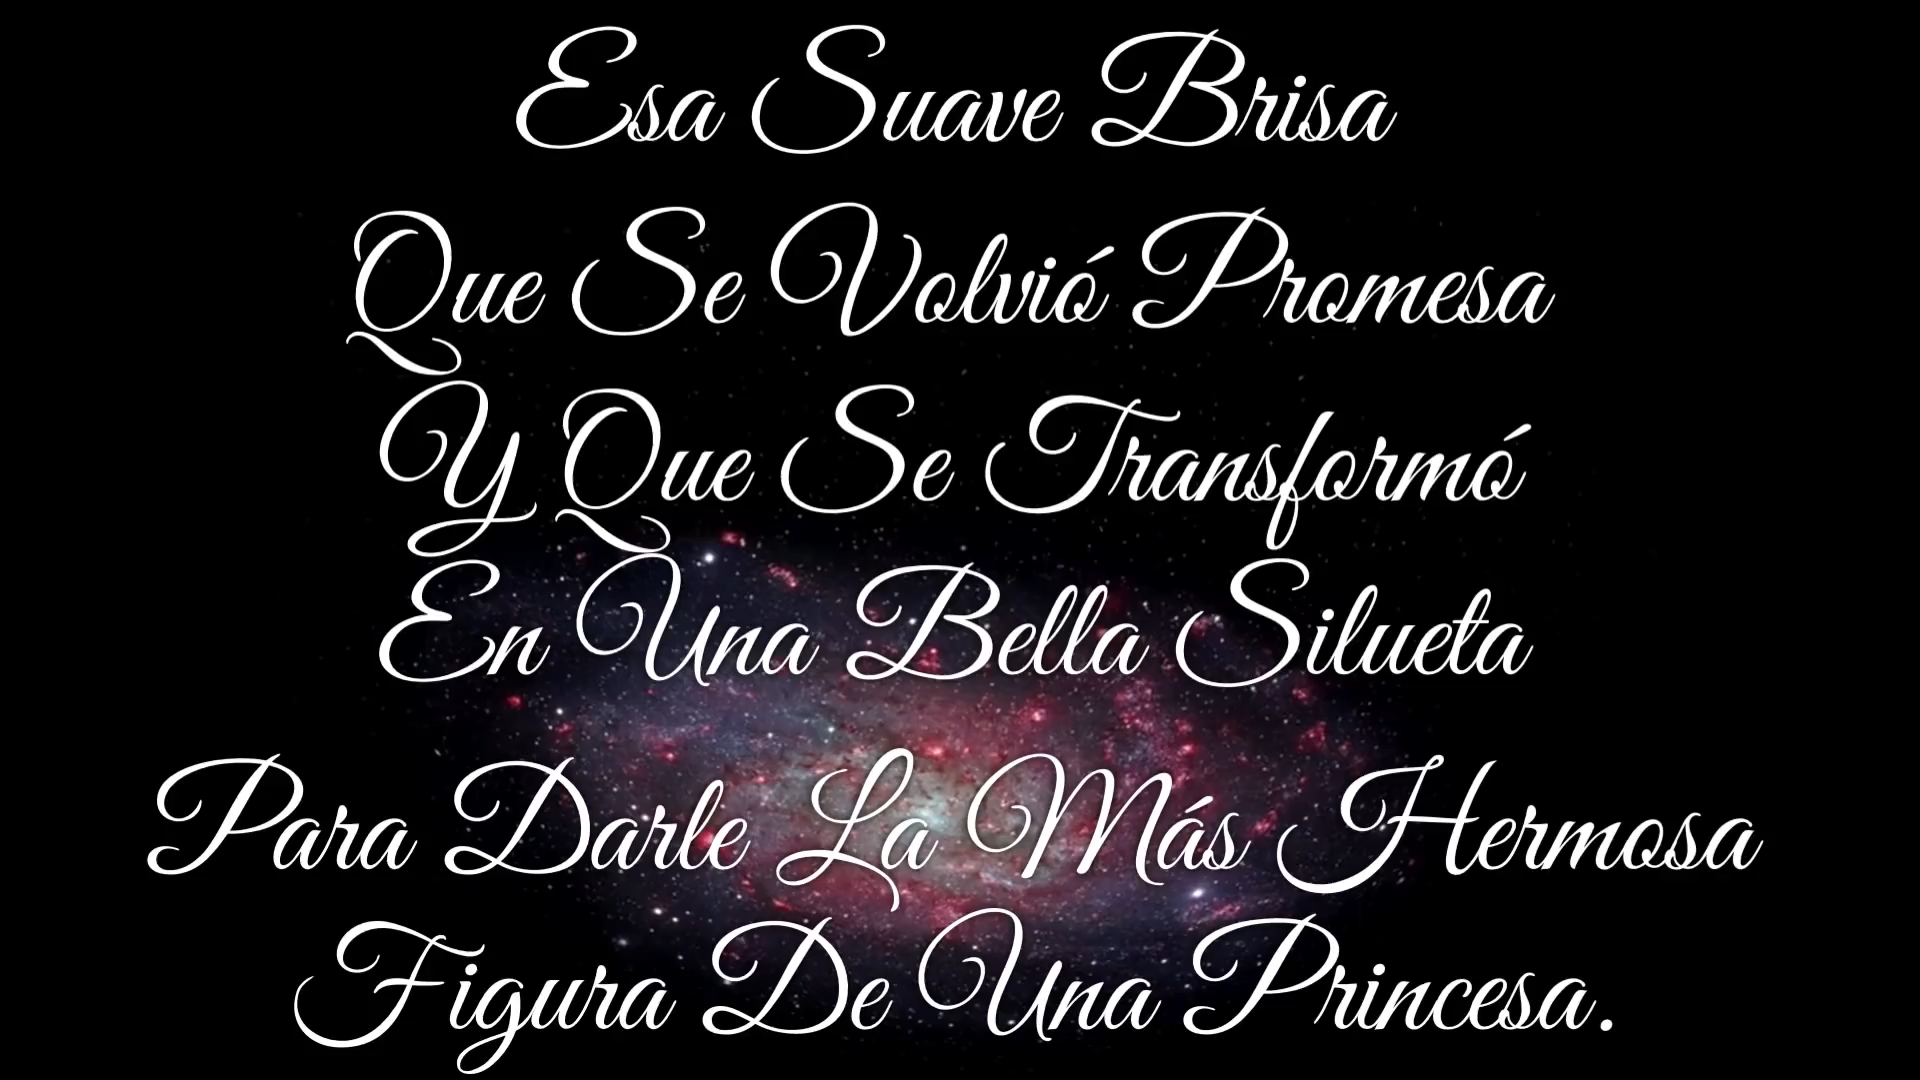 Esa Suave Brisa
Que Se Volvió Promesa
Y Que Se Transformó
En Una Bella Silueta
Para Darle La Más Hermosa
Figura De Una Princesa.